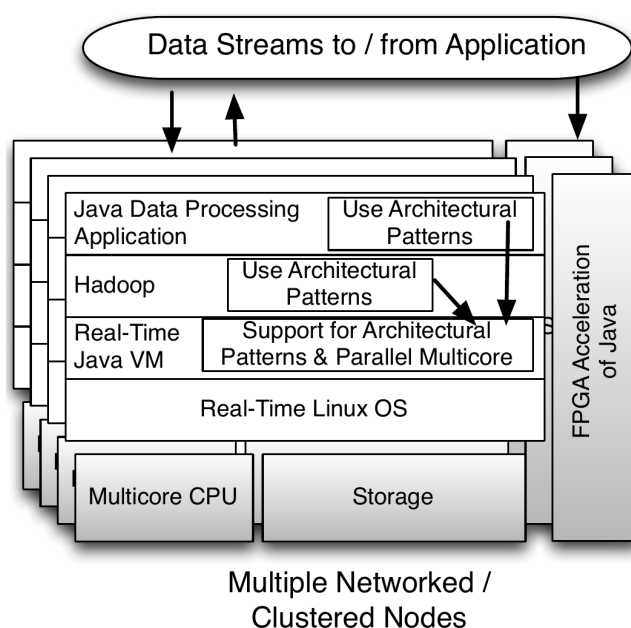 Data Streams to / from Application
Java Data Processing
Application
Use Architectural
Patterns
Hadoop
Use Architectural
Patterns
Real-Time
Java VM
Support for Architectural
Patterns & Parallel Multicore
s
Real-Time Linux OS
FPGA Acceleration
of Java
Multicore CPU
Storage
Multiple Networked /
Clustered Nodes